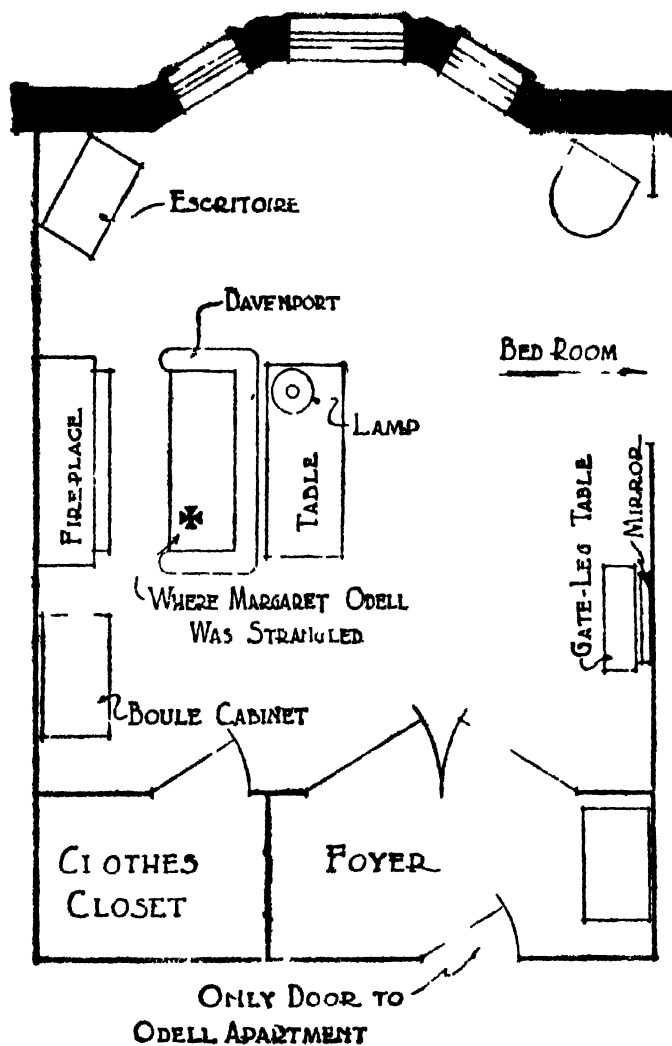 ESCRITOIRE
DAVENPORT
BED ROOM
LAMP
FIREPLACE
TABLE
GATE-LEG TABLE
MIRROR
WHERE MARGARET ODELL
WAS STRANGLED
BOULE CABINET
CLOTHES
CLOSET
FOYER
ONLY DOOR TO
ODELL APARTMENT